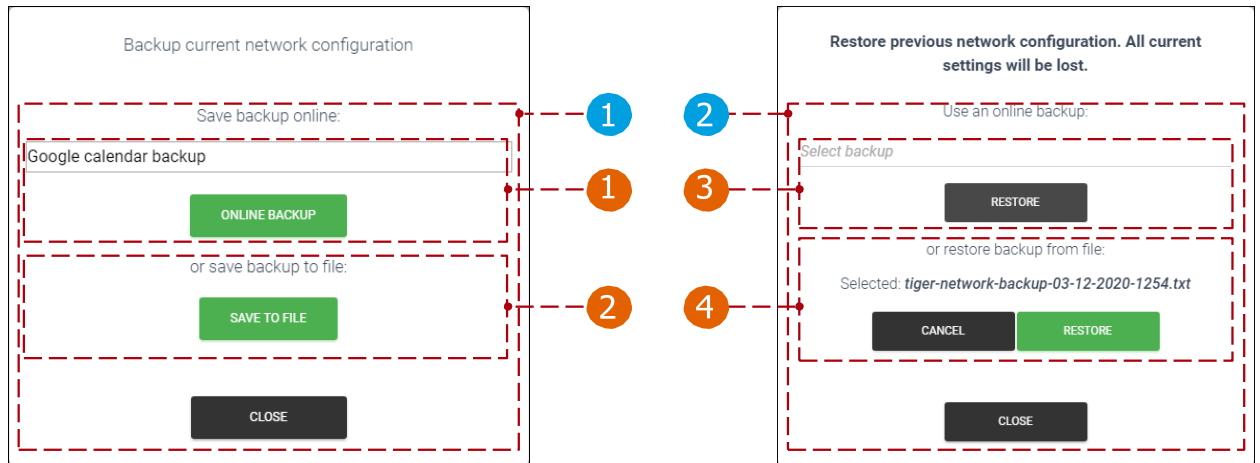 Backup current network configuration
Save backup online:
1
Google calendar backup
1
ONLINE BACKUP
or save backup to file:
2
SAVE TO FILE
CLOSE
Restore previous network configuration. All current
settings will be lost.
2
Use an online backup:
Select backup
3
RESTORE
or restore backup from file:
Selected: tiger-network-backup-03-12-2020-1254.txt
4
CANCEL
RESTORE
CLOSE